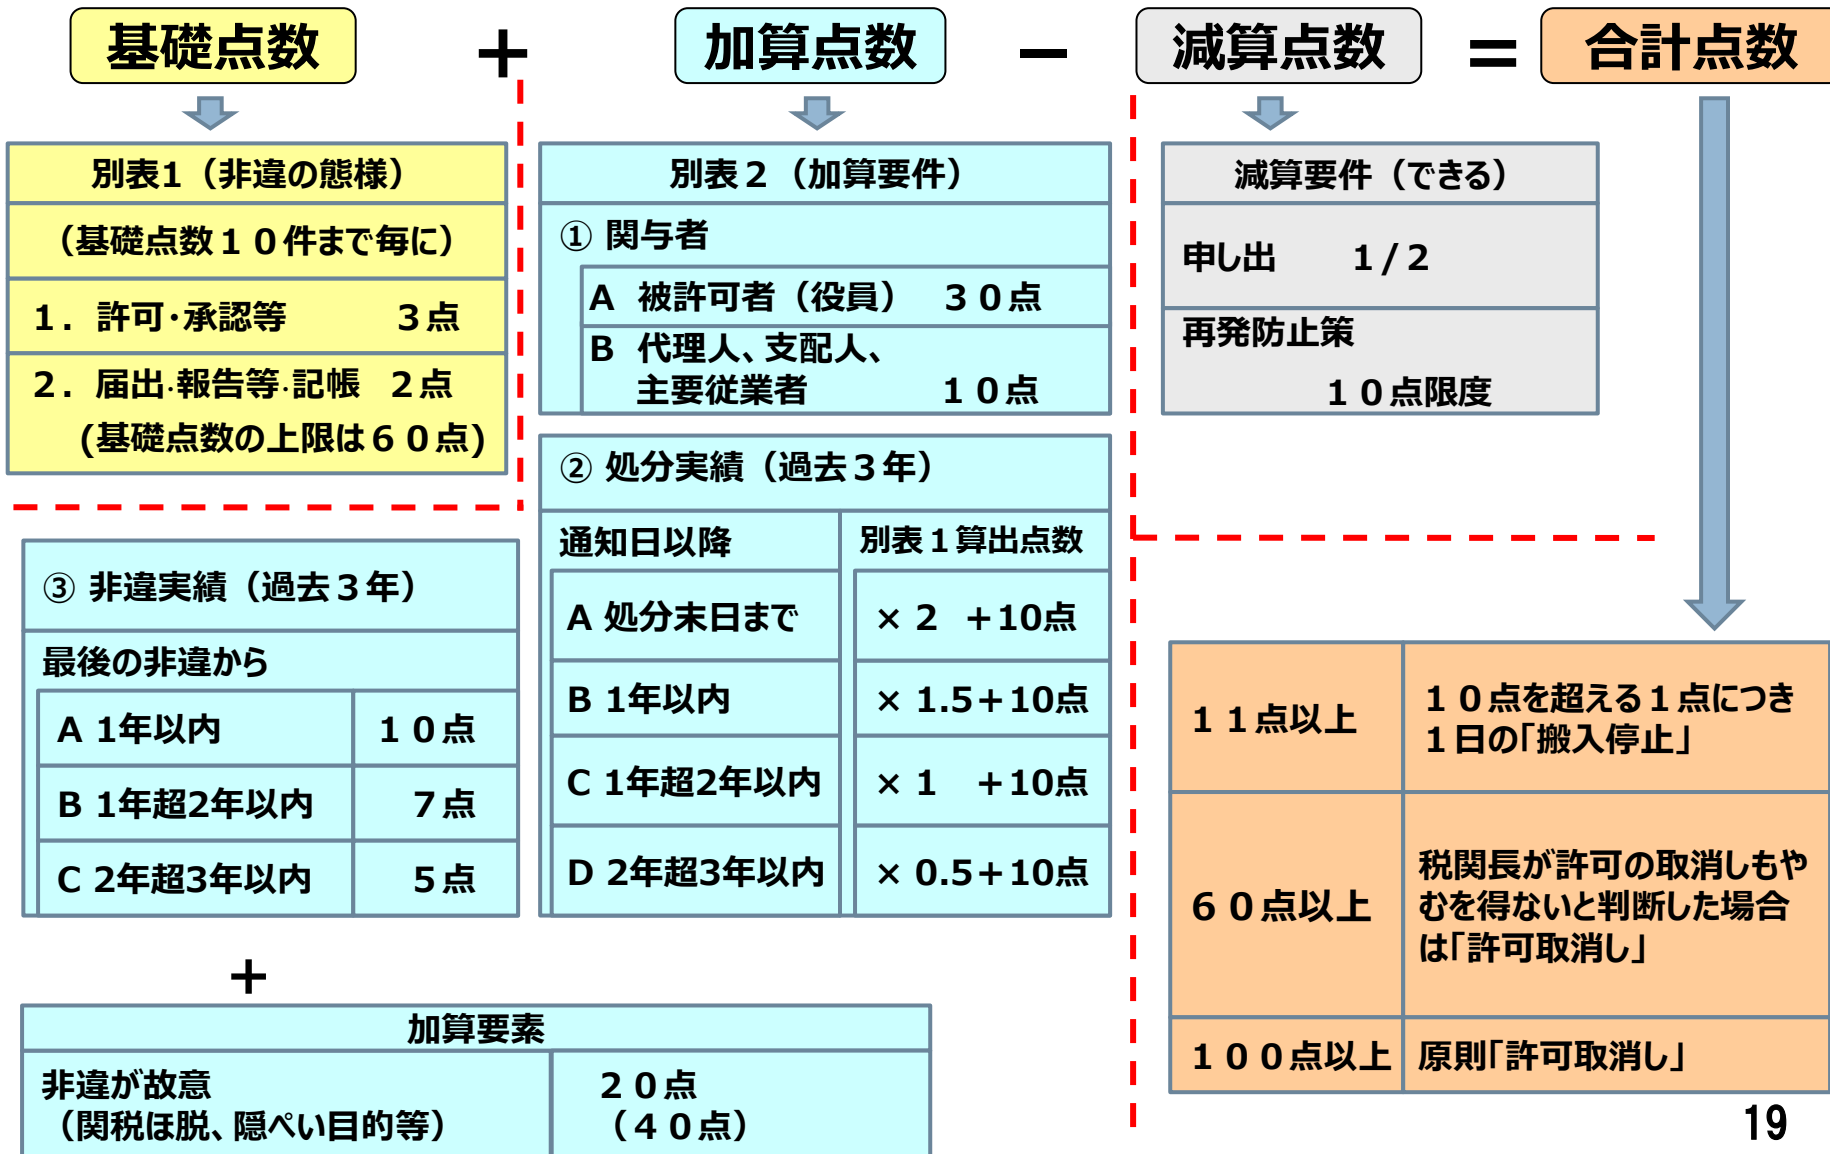 基礎点数 ＋ 加算点数 － 減算点数 ＝ 合計点数
別表1（非違の態様）
（基礎点数１０件まで毎に）
１．許可・承認等 ３点
２．届出・報告等・記帳 ２点
(基礎点数の上限は６０点)
別表２（加算要件）
① 関与者
A 被許可者（役員） ３０点
B 代理人、支配人、
主要従業者 １０点
② 処分実績（過去３年）
通知日以降 別表１算出点数
A 処分末日まで × 2 ＋10点
B 1年以内 × 1.5＋10点
C 1年超2年以内 × 1 ＋10点
D 2年超3年以内 × 0.5＋10点
③ 非違実績（過去３年）
最後の非違から
A 1年以内 １０点
B 1年超2年以内 ７点
C 2年超3年以内 ５点
＋
加算要素
非違が故意 ２０点
（関税ほ脱、隠ぺい目的等） （４０点）
減算要件（できる）
申し出 １/２
再発防止策
１０点限度
１１点以上 １０点を超える１点につき
１日の「搬入停止」
６０点以上 税関長が許可の取消しもや
むを得ないと判断した場合
は「許可取消し」
１００点以上 原則「許可取消し」
19